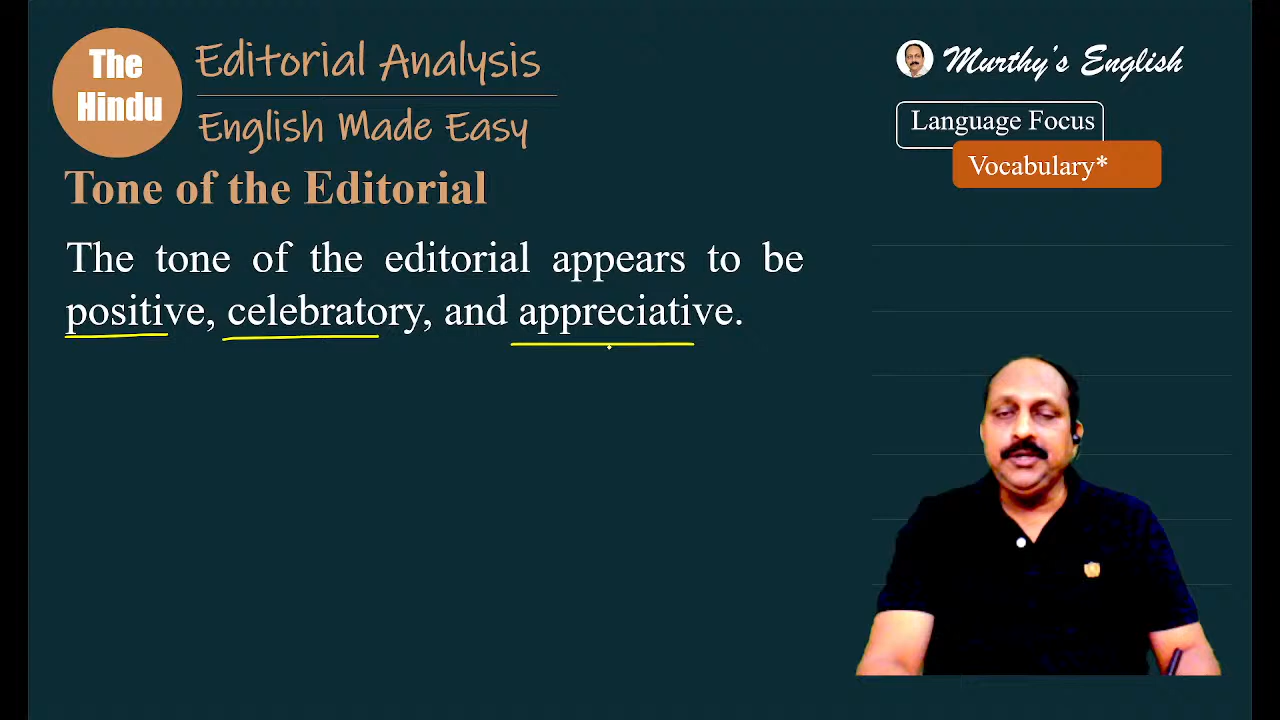 The
Hindu
Editorial Analysis
English Made Easy
Murthy's English
Language Focus
Vocabulary*
Tone of the Editorial
The tone of the editorial appears to be
positive, celebratory, and appreciative.